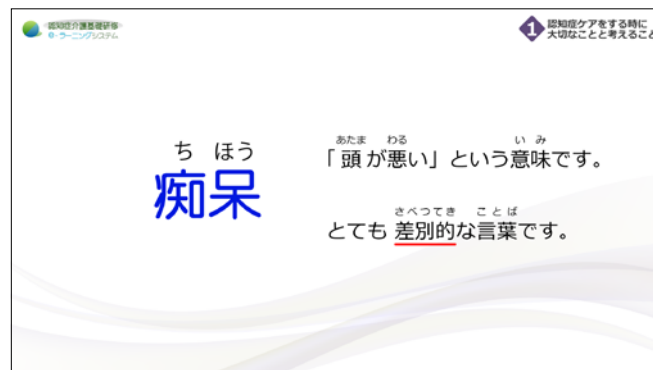 認知症介護基礎研修
e-ラーニングシステム
1 認知症ケアをする時に
大切なことと考えること
ち ほう
痴呆
あたま わる い み
「頭が悪い」という意味です。
さべつてき ことば
とても 差別的な言葉です。